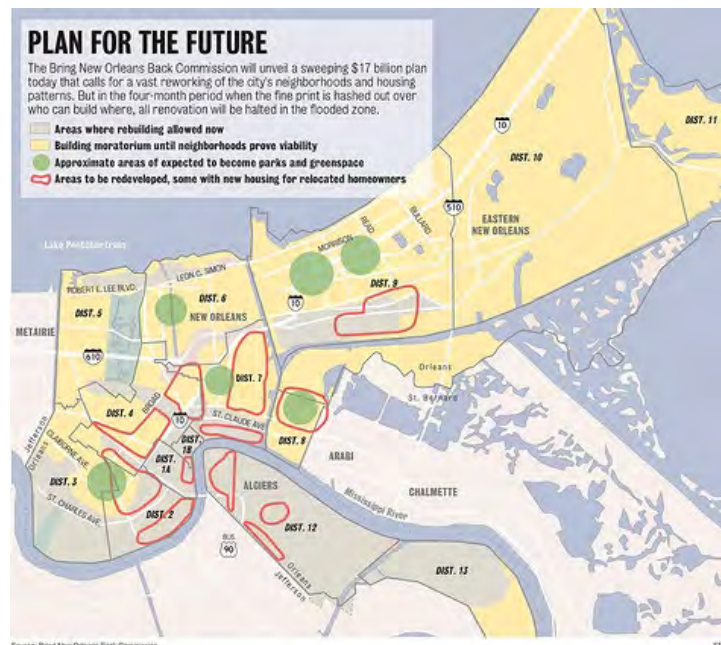 PLAN FOR THE FUTURE
The Bring New Orleans Back Commission will unveil a sweeping $17 billion plan
today that calls for a vast reworking of the city's neighborhoods and housing
patterns. But in the four-month period when the fine print is hashed out over
who can build where, all renovation will be halted in the flooded zone.
Areas where rebuilding allowed now
Building moratorium until neighborhoods prove viability
Approximate areas of expected to become parks and greenspace
Areas to be redeveloped, some with new housing for relocated homeowners
DIST. 11
10
DIST. 10
510
EASTERN
NEW ORLEANS
BULLARD
READ
MORRISON
Lake Pontchartrain
LEON C. SIMON
ROBERT E. LEE BLVD.
DIST. 9
DIST. 6
10
DIST. 5
NEW ORLEANS
METAIRIE
610
Orleans
St. Bernard
DIST. 7
DIST. 4
BROAD
10
ST. CLAUDE AVE.
DIST. 8
Jefferson
Orleans
CLAIBORNE AVE.
DIST.
1B
DIST.
1A
ARABI
DIST. 3
ALGIERS
CHALMETTE
Mississippi River
ST. CHARLES AVE.
DIST. 2
DIST. 12
BUS.
90
Orleans
Jefferson
DIST. 13